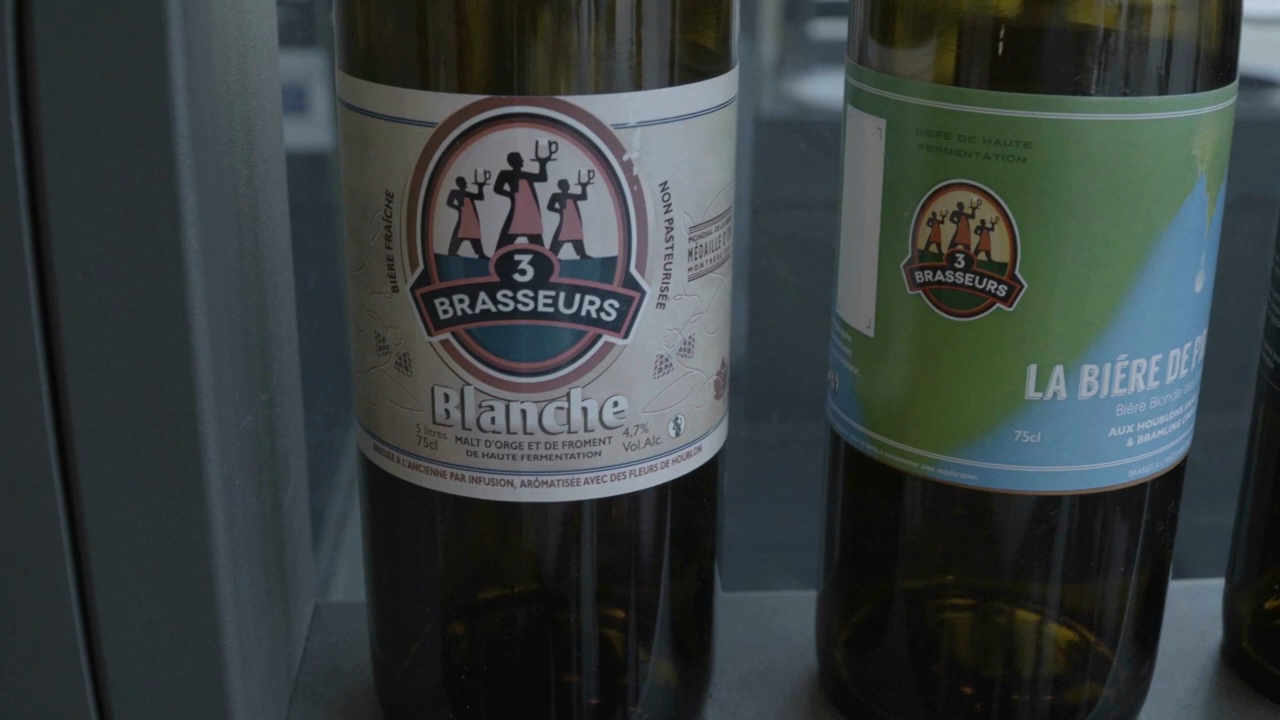 BIÈRE FRAÎCHE
3
BRASSEURS
NON PASTEURISÉE
MÉDAILLE
MONTRÉAL
Blanche
5 litres
75cl
MALT D'ORGE ET DE FROMENT
DE HAUTE FERMENTATION
4,7%
Vol.Alc.
BRASSÉE À L'ANCIENNE PAR INFUSION, ARÔMATISÉE AVEC DES FLEURS DE HOUBLON
BIÈRE DE HAUTE
FERMENTATION
3
BRASSEURS
LA BIÈRE DE
Bière Blonde
AUX HOUBLONS
& BRAMLING
75cl